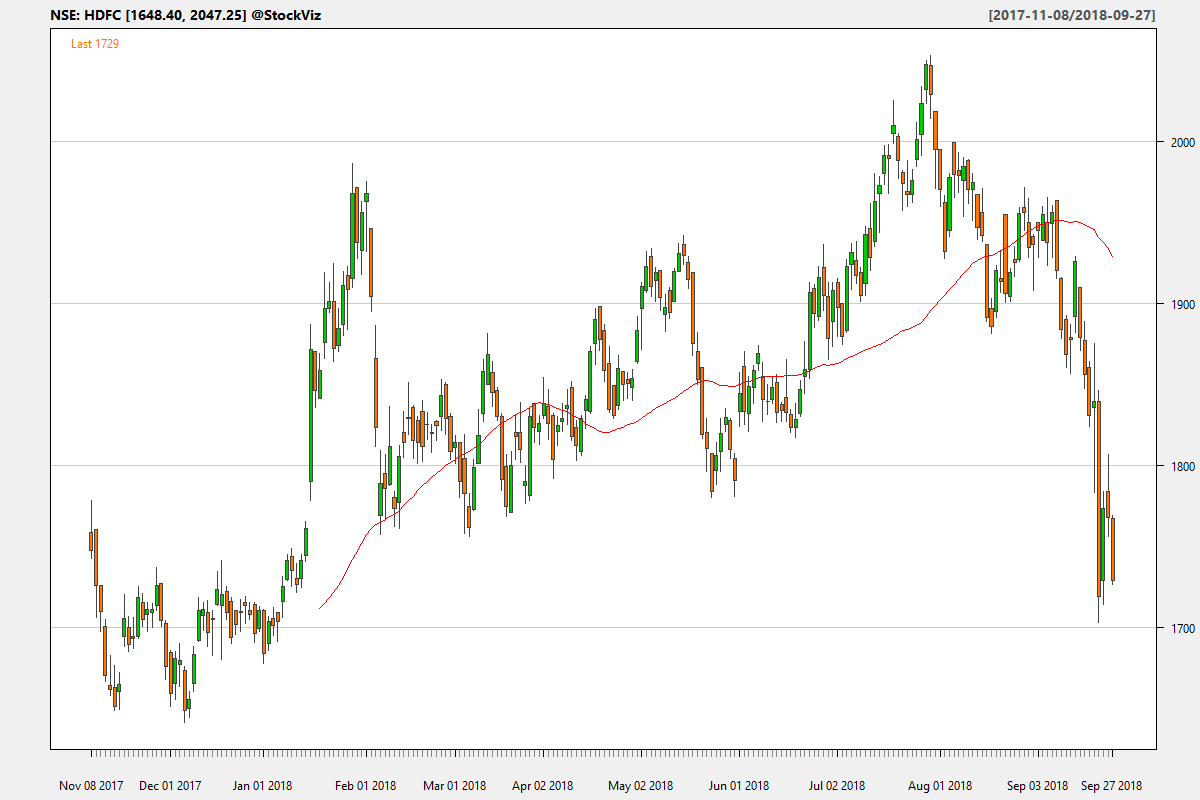 NSE: HDFC [1648.40, 2047.25] @StockViz
[2017-11-08/2018-09-27]
Last 1729
2000
1900
1800
1700
Nov 08 2017
Dec 01 2017
Jan 01 2018
Feb 01 2018
Mar 01 2018
Apr 02 2018
May 02 2018
Jun 01 2018
Jul 02 2018
Aug 01 2018
Sep 03 2018
Sep 27 2018